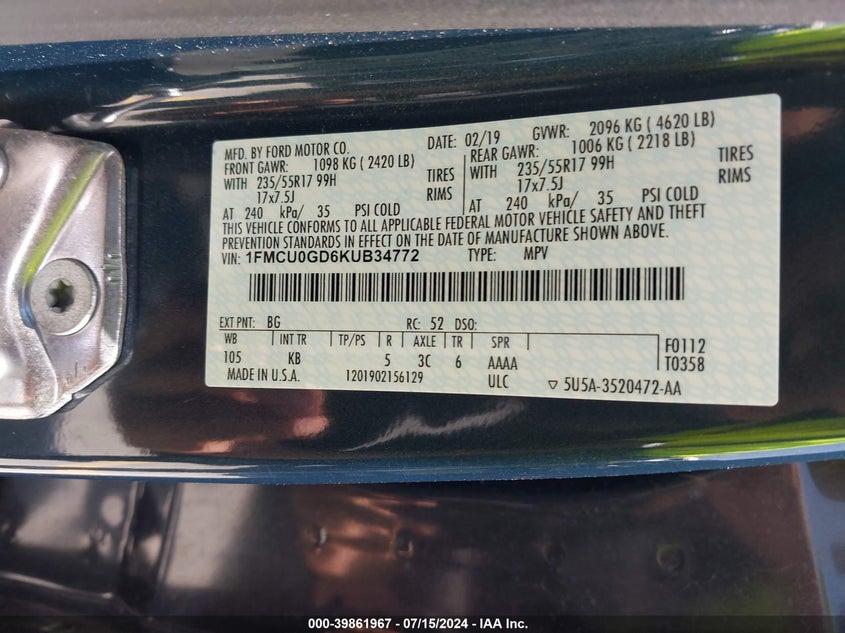 MFD. BY FORD MOTOR CO. DATE: 02/19 GVWR: 2096 KG ( 4620 LB)
FRONT GAWR: 1098 KG ( 2420 LB) REAR GAWR: 1006 KG ( 2218 LB)
WITH 235/55R17 99H TIRES WITH 235/55R17 99H TIRES
17x7.5J RIMS 17x7.5J RIMS
AT 240 kPa/ 35 PSI COLD AT 240 kPa/ 35 PSI COLD
THIS VEHICLE CONFORMS TO ALL APPLICABLE FEDERAL MOTOR VEHICLE SAFETY AND THEFT
PREVENTION STANDARDS IN EFFECT ON THE DATE OF MANUFACTURE SHOWN ABOVE.
VIN: 1FMCU0GD6KUB34772 TYPE: MPV
EXT PNT: BG RC: 52 DSO:
WB INT TR TP/PS R AXLE TR SPR F0112
105 KB 5 3C 6 AAAA T0358
MADE IN U.S.A. 1201902156129 ULC ▽ 5U5A-3520472-AA
000-39861967 - 07/15/2024 - IAA Inc.